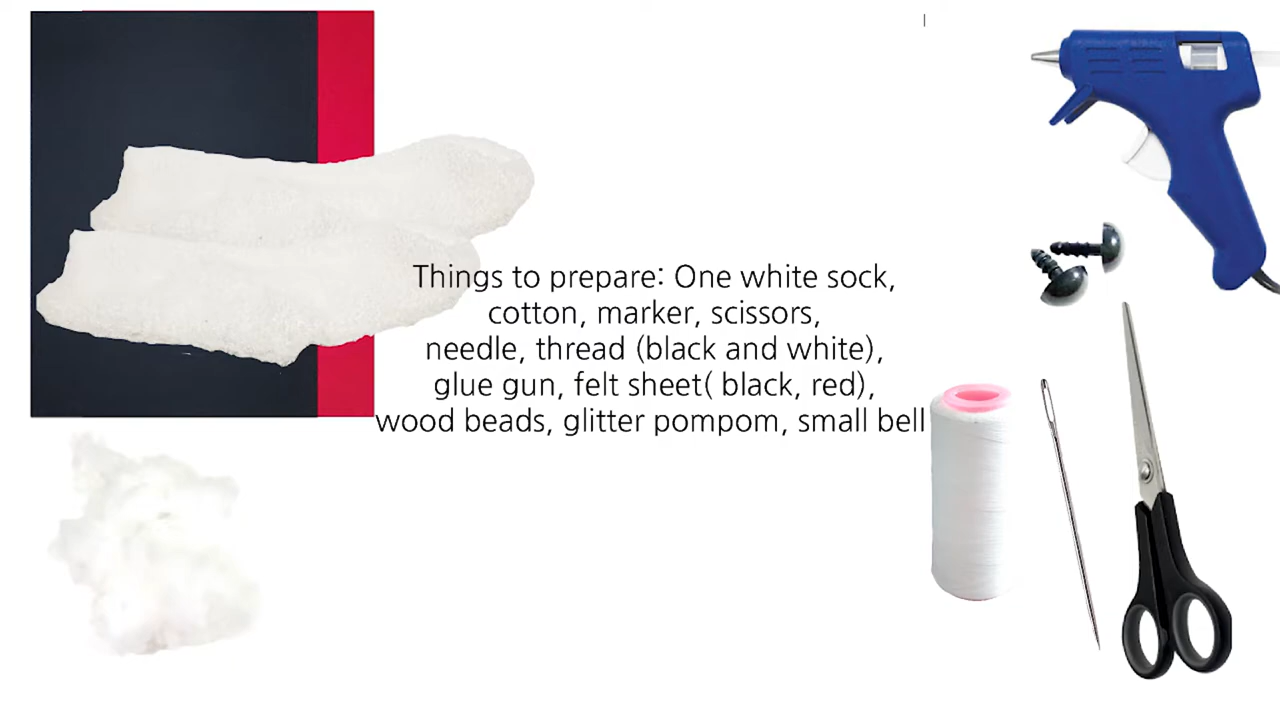 Things to prepare: One white sock,
cotton, marker, scissors,
needle, thread (black and white),
glue gun, felt sheet( black, red),
wood beads, glitter pompom, small bell